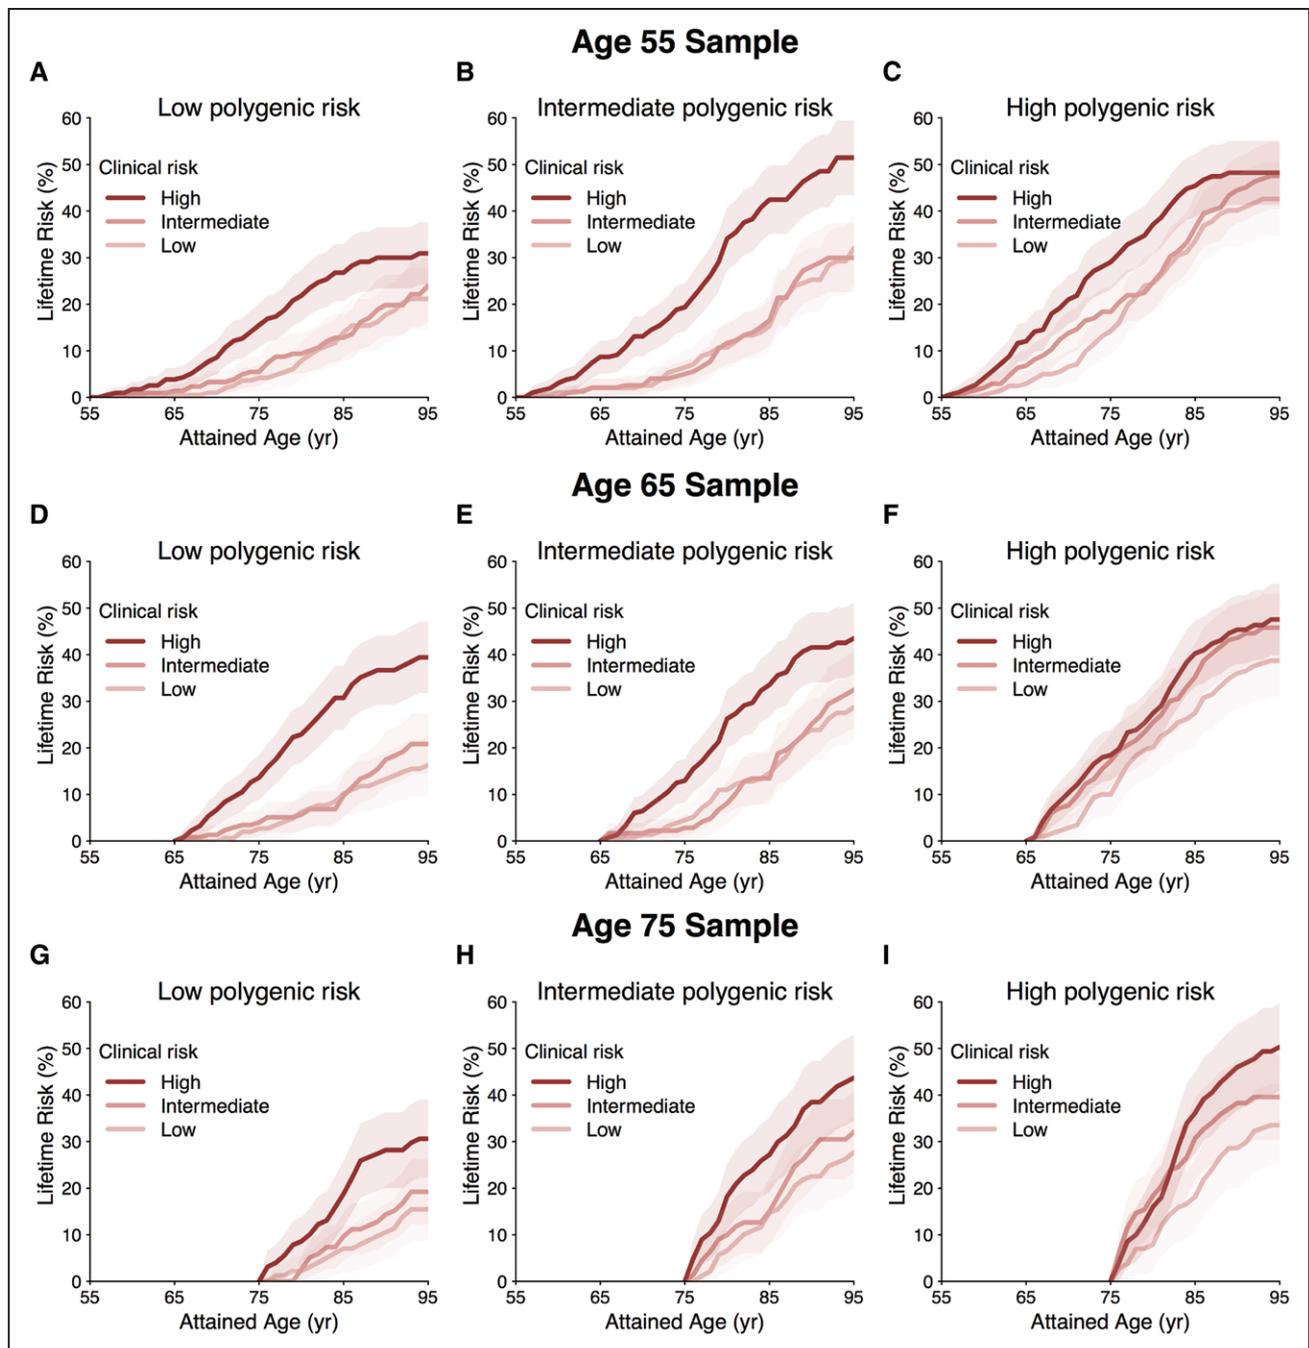 Age 55 Sample
A B C
Low polygenic risk Intermediate polygenic risk High polygenic risk
60 60 60
50 50 50
40 40 40
30 30 30
20 20 20
10 10 10
0 0 0
Lifetime Risk (%) Lifetime Risk (%) Lifetime Risk (%)
Clinical risk Clinical risk Clinical risk
High High High
Intermediate Intermediate Intermediate
Low Low Low
55 65 75 85 95 55 65 75 85 95 55 65 75 85 95
Attained Age (yr) Attained Age (yr) Attained Age (yr)
Age 65 Sample
D E F
Low polygenic risk Intermediate polygenic risk High polygenic risk
60 60 60
50 50 50
40 40 40
30 30 30
20 20 20
10 10 10
0 0 0
Lifetime Risk (%) Lifetime Risk (%) Lifetime Risk (%)
Clinical risk Clinical risk Clinical risk
High High High
Intermediate Intermediate Intermediate
Low Low Low
55 65 75 85 95 55 65 75 85 95 55 65 75 85 95
Attained Age (yr) Attained Age (yr) Attained Age (yr)
Age 75 Sample
G H I
Low polygenic risk Intermediate polygenic risk High polygenic risk
60 60 60
50 50 50
40 40 40
30 30 30
20 20 20
10 10 10
0 0 0
Lifetime Risk (%) Lifetime Risk (%) Lifetime Risk (%)
Clinical risk Clinical risk Clinical risk
High High High
Intermediate Intermediate Intermediate
Low Low Low
55 65 75 85 95 55 65 75 85 95 55 65 75 85 95
Attained Age (yr) Attained Age (yr) Attained Age (yr)